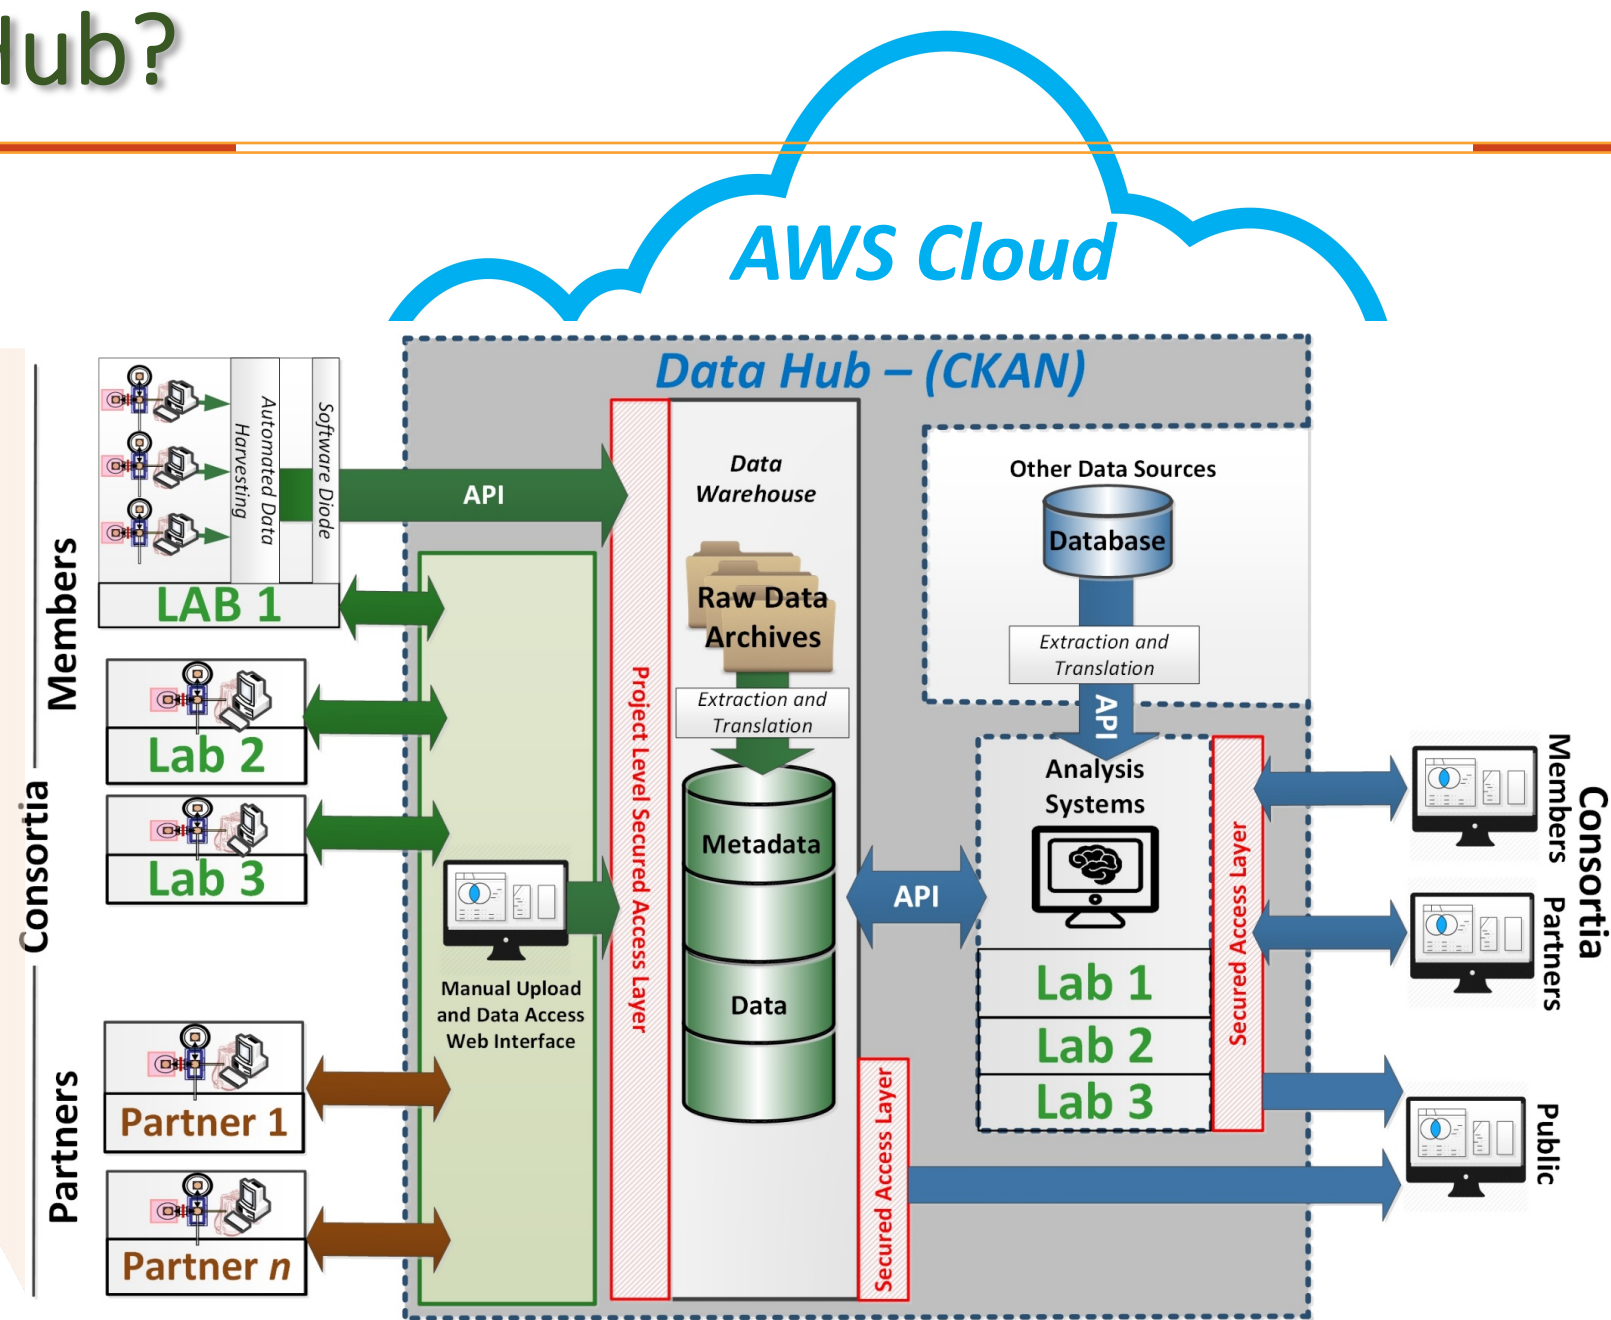 Hub?
AWS Cloud
Data Hub – (CKAN)
Consortia
Members
Partners
Automated Data
Harvesting
Software Diode
LAB 1
Lab 2
Lab 3
Partner 1
Partner n
API
Manual Upload
and Data Access
Web Interface
Project Level Secured Access Layer
Data
Warehouse
Raw Data
Archives
Extraction and
Translation
Metadata
Data
Secured Access Layer
API
Other Data Sources
Database
Extraction and
Translation
API
Analysis
Systems
Lab 1
Lab 2
Lab 3
Secured Access Layer
Members
Partners
Consortia
Public